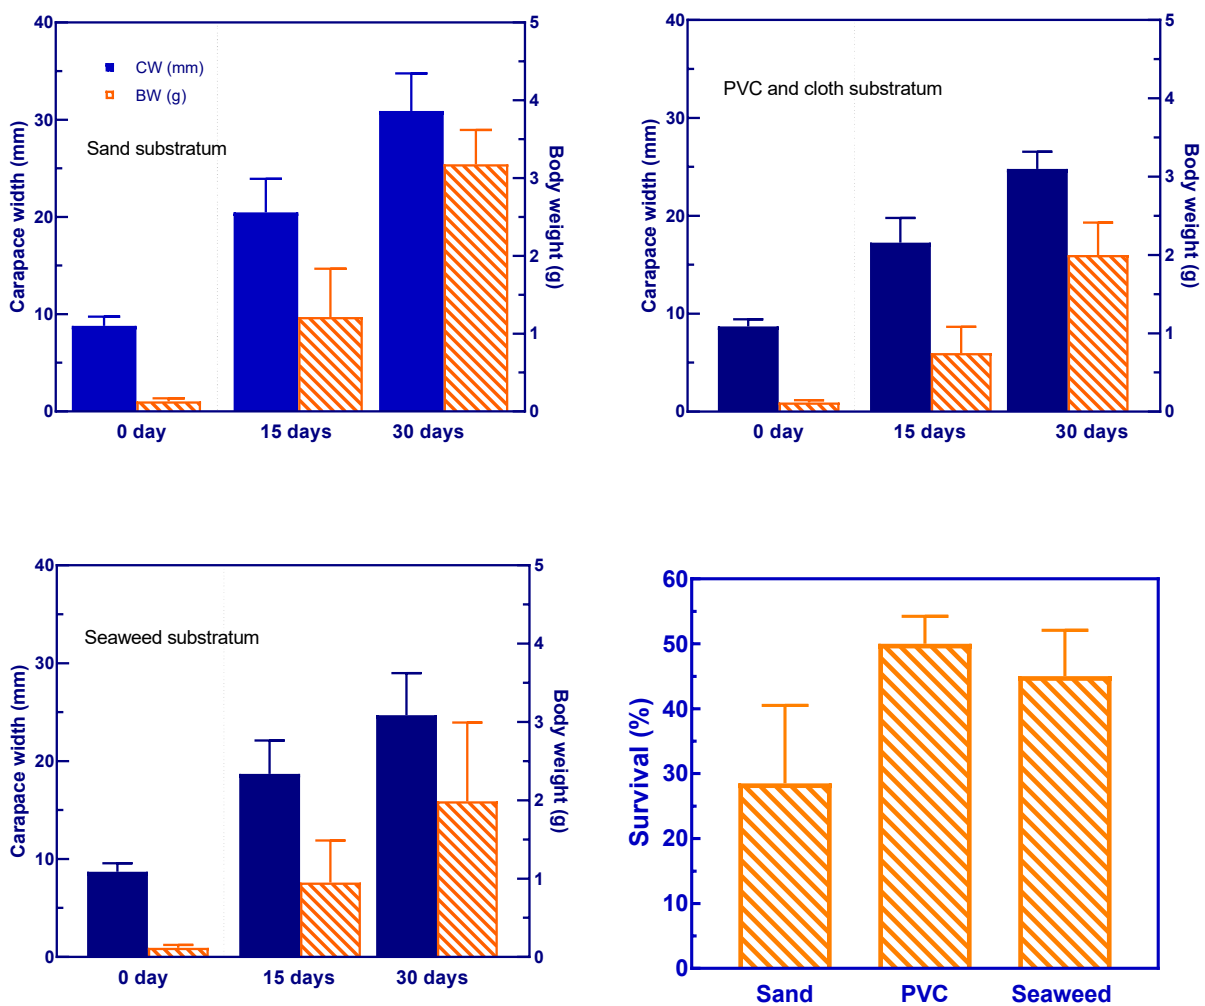 40
30
20
10
0
Carapace width (mm)
CW (mm)
BW (g)
Sand substratum
5
4
3
2
1
0
Body weight (g)
0 day
15 days
30 days
40
30
20
10
0
Carapace width (mm)
PVC and cloth substratum
5
4
3
2
1
0
Body weight (g)
0 day
15 days
30 days
40
30
20
10
0
Carapace width (mm)
Seaweed substratum
5
4
3
2
1
0
Body weight (g)
0 day
15 days
30 days
60
50
40
30
20
10
0
Survival (%)
Sand
PVC
Seaweed